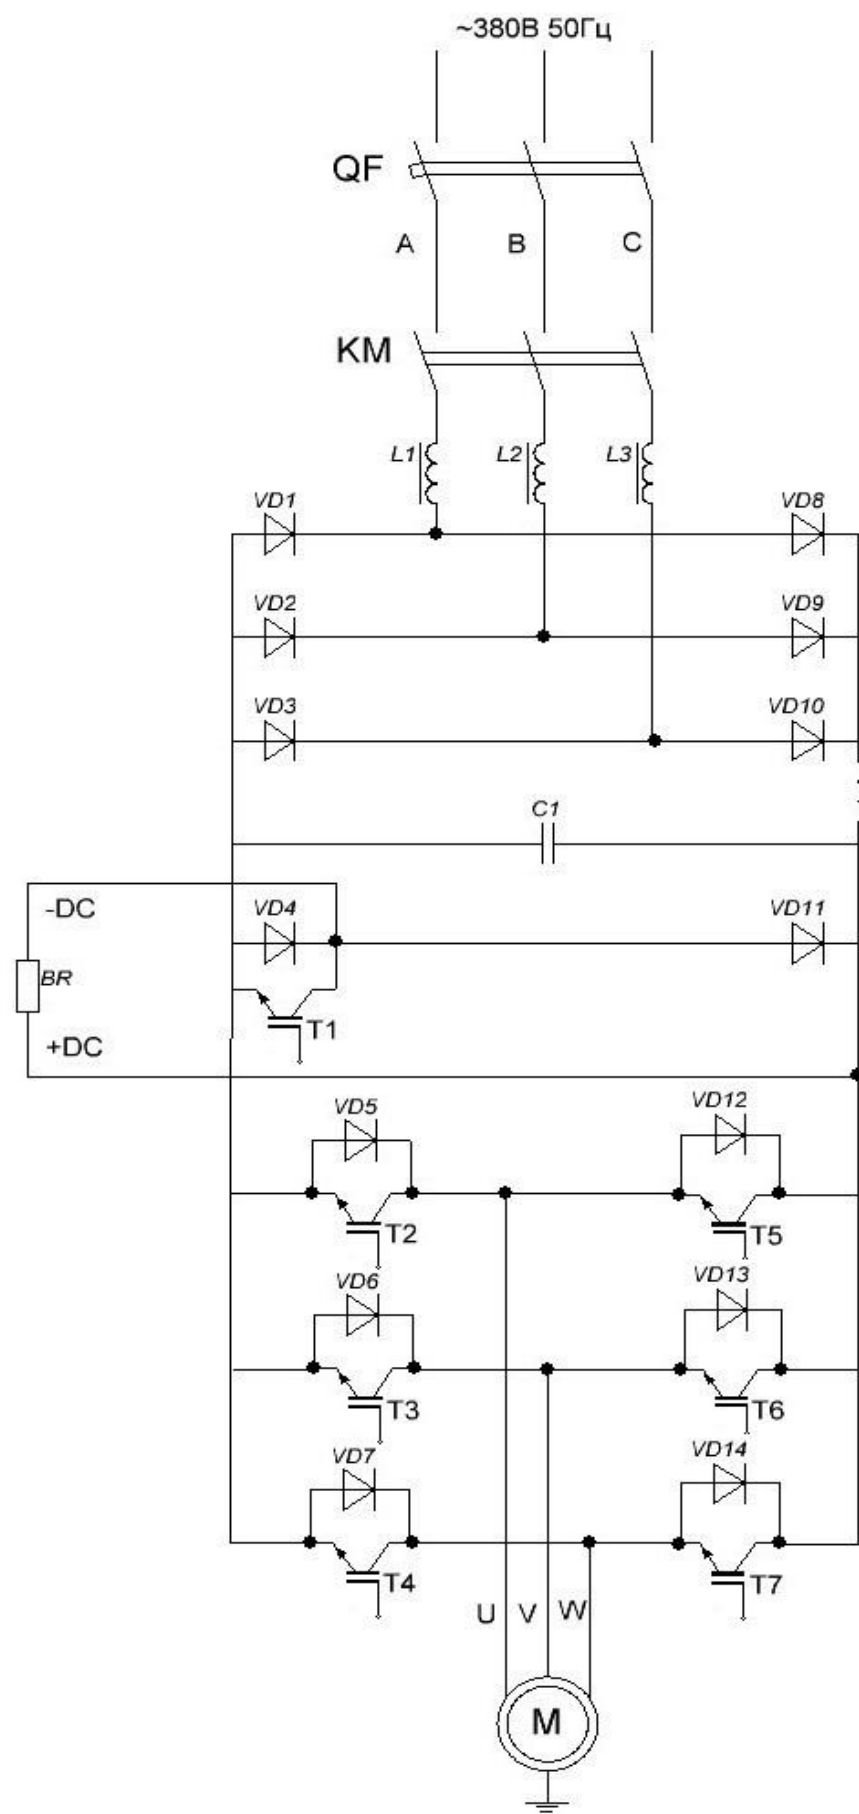 ~380В 50Гц
QF
A B C
KM
L1 L2 L3
VD1 VD8
VD2 VD9
VD3 VD10
C1
-DC
VD4 VD11
BR
T1
+DC
VD5 VD12
T2 T5
VD6 VD13
T3 T6
VD7 VD14
T4 T7
U V W
M